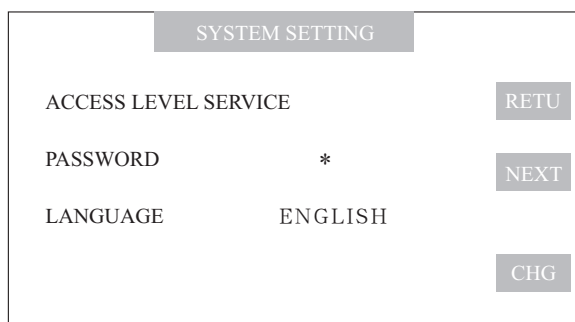 SYSTEM SETTING
ACCESS LEVEL SERVICE
RETU
PASSWORD *
NEXT
LANGUAGE ENGLISH
CHG